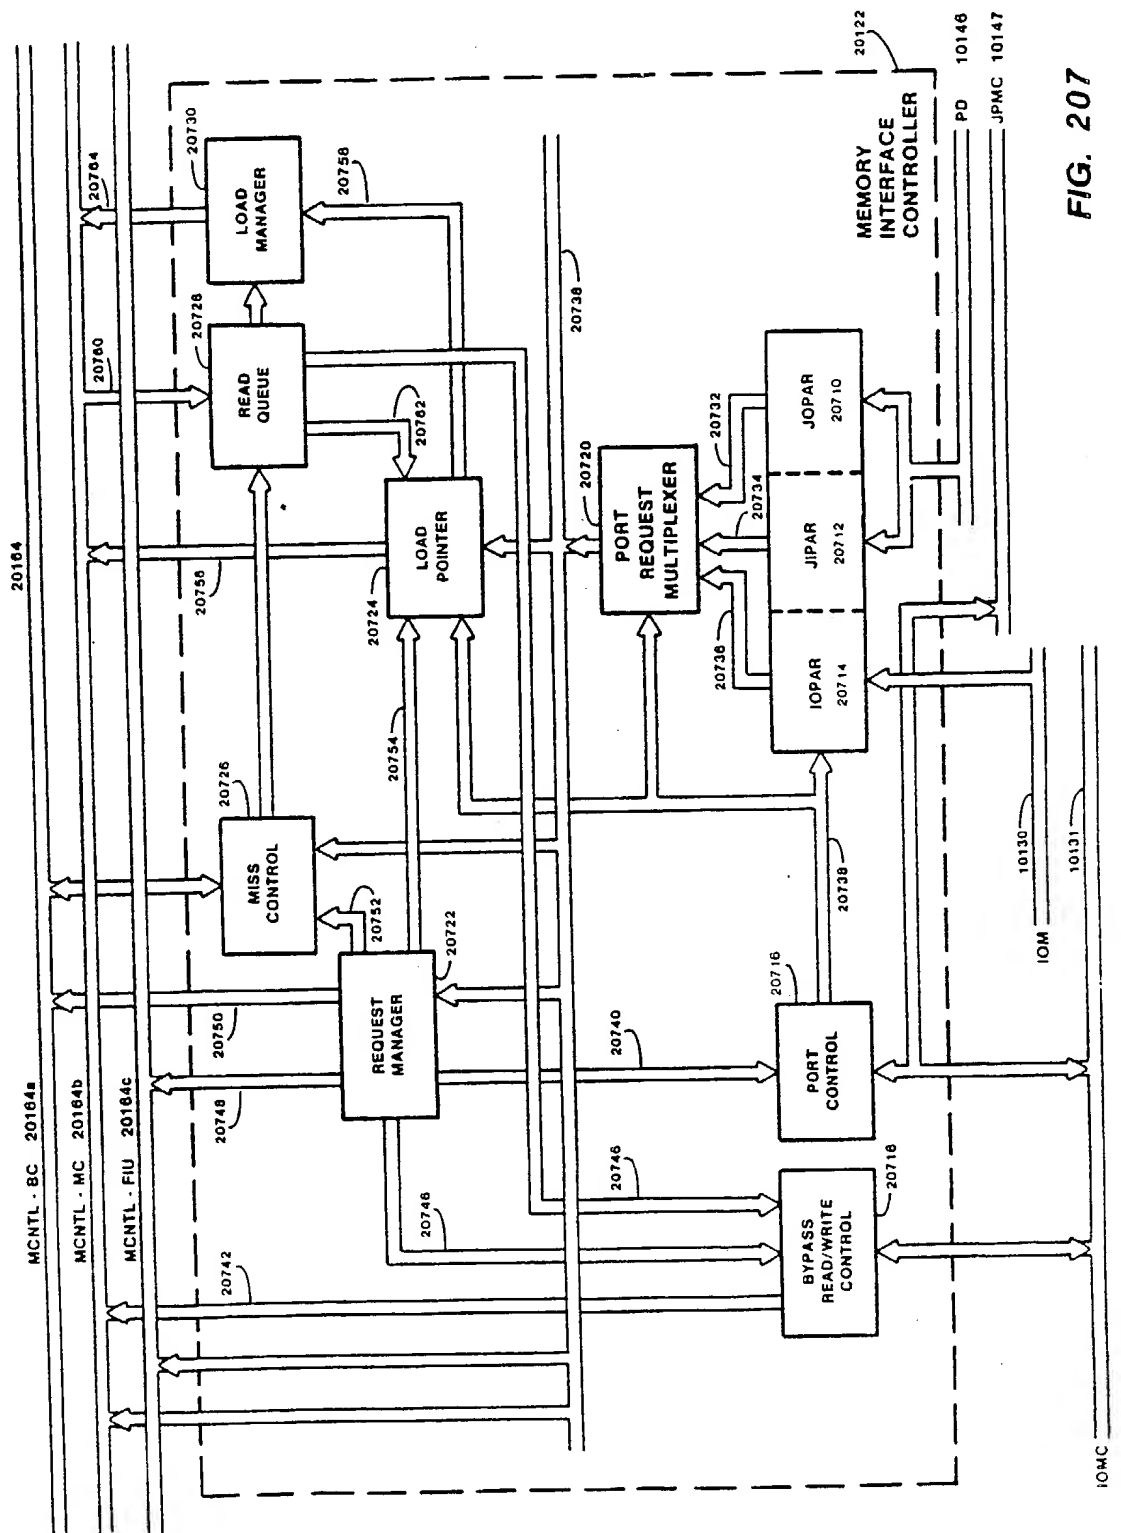 20164
MCNTL - BC 20164a
MCNTL - MC 20164b
MCNTL - FIU 20164c
20742
20748
20750
20756
20760
20764
20746
REQUEST
MANAGER
20722
20752
MISS
CONTROL
20726
20754
LOAD
POINTER
20724
20762
READ
QUEUE
20728
LOAD
MANAGER
20730
20758
20738
20740
20746
BYPASS
READ/WRITE
CONTROL
20718
PORT
CONTROL
20716
20738
PORT
REQUEST
MULTIPLEXER
20720
20736
20734
20732
IOPAR
20714
JIPAR
20712
JOPAR
20710
MEMORY
INTERFACE
CONTROLLER
20122
PD 10146
JPMC 10147
IOM
10130
IOMC
10131
FIG. 207